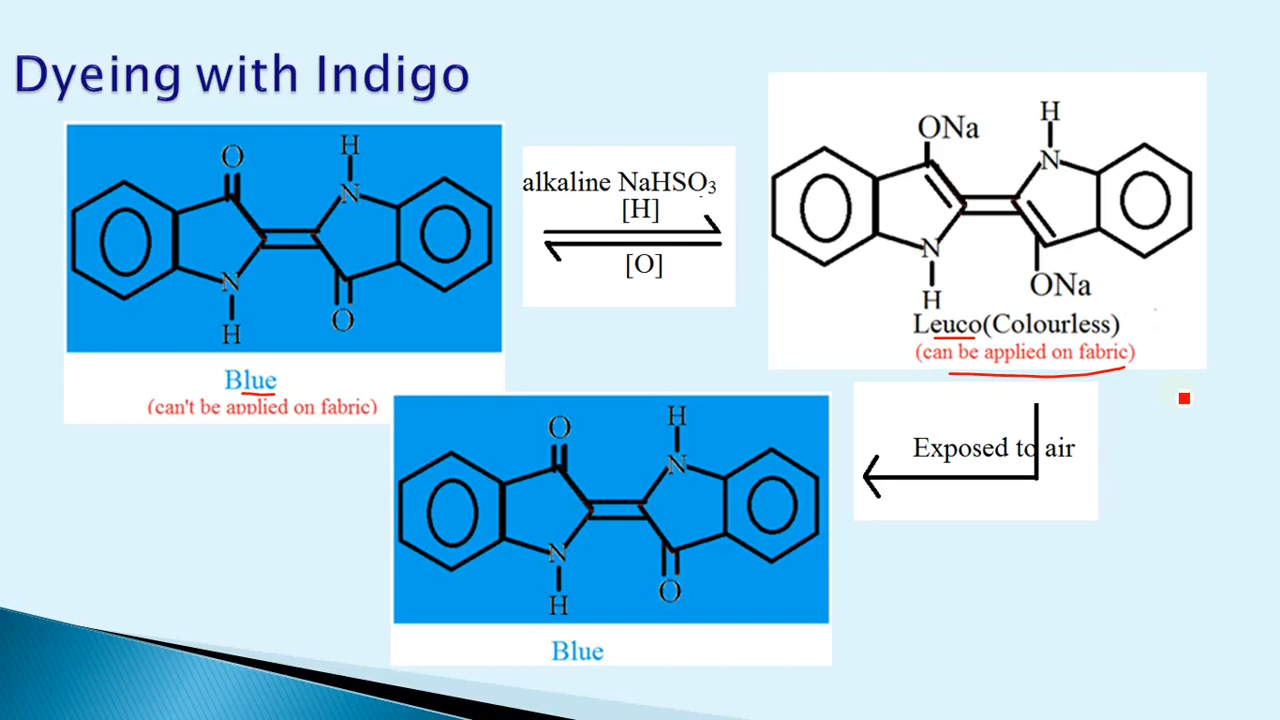 Dyeing with Indigo
O
H
N
N
H
O
Blue
(can't be applied on fabric)
alkaline NaHSO₃
[H]
[O]
ONa
H
N
N
H
ONa
Leuco(Colourless)
(can be applied on fabric)
Exposed to air
O
H
N
N
H
O
Blue